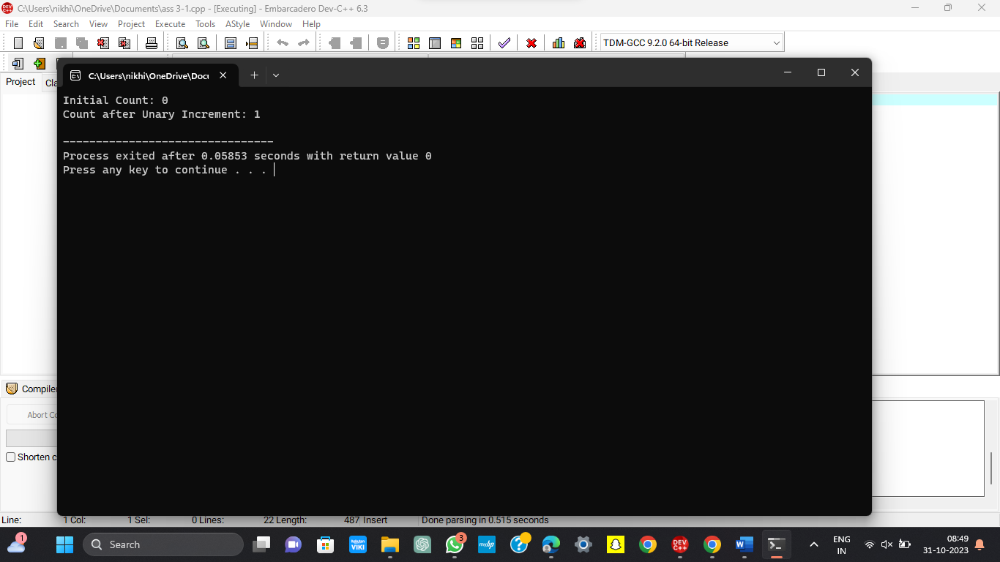 C:\Users\nikhi\OneDrive\Documents\ass 3-1.cpp - [Executing] - Embarcadero Dev-C++ 6.3
File Edit Search View Project Execute Tools AStyle Window Help
TDM-GCC 9.2.0 64-bit Release
Project Cla
C:\Users\nikhi\OneDrive\Docu
Initial Count: 0
Count after Unary Increment: 1
--------------------------------
Process exited after 0.05853 seconds with return value 0
Press any key to continue . . .
Compiler
Abort Co
Shorten c
Line: 1 Col: 1 Sel: 0 Lines: 22 Length: 487 Insert Done parsing in 0.515 seconds
1
Search
Rakuten
VIKI
3
myhp
DEV
C++
ENG
IN
08:49
31-10-2023